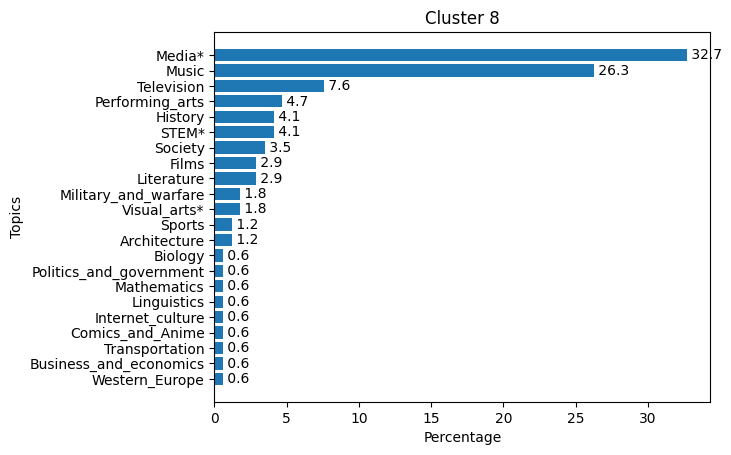 Cluster 8
Topics
Media* 32.7
Music 26.3
Television 7.6
Performing_arts 4.7
History 4.1
STEM* 4.1
Society 3.5
Films 2.9
Literature 2.9
Military_and_warfare 1.8
Visual_arts* 1.8
Sports 1.2
Architecture 1.2
Biology 0.6
Politics_and_government 0.6
Mathematics 0.6
Linguistics 0.6
Internet_culture 0.6
Comics_and_Anime 0.6
Transportation 0.6
Business_and_economics 0.6
Western_Europe 0.6
0 5 10 15 20 25 30
Percentage